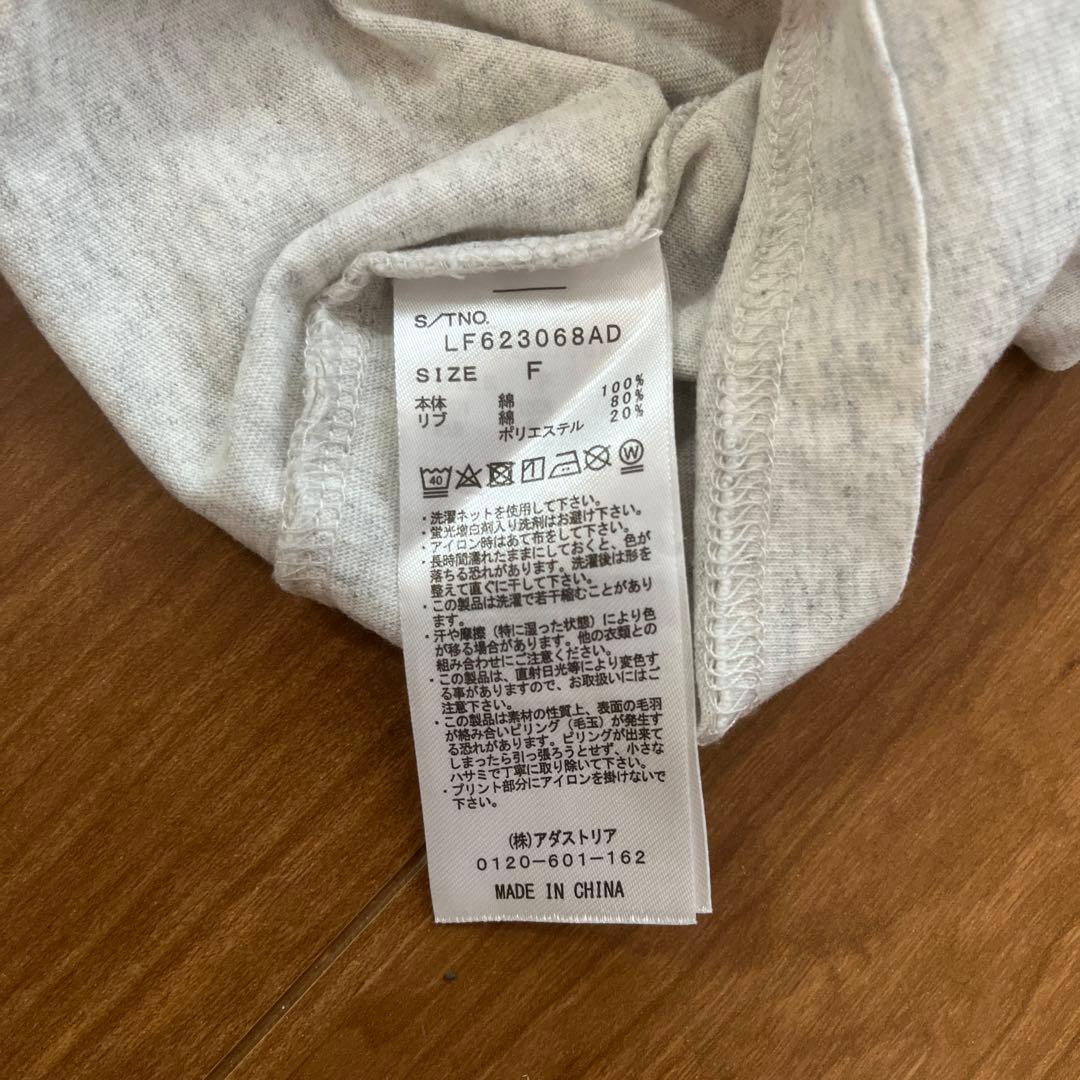 S/TNO.
LF623068AD
SIZE F
本体 綿 100%
リブ 綿 80%
ポリエステル 20%
40 W
・洗濯ネットを使用して下さい。
・蛍光増白剤入り洗剤はお避け下さい。
・アイロン時はあて布をして下さい。
・長時間濡れたままにしておくと、色が
落ちる恐れがあります。洗濯後は形を
整えて直ぐに干して下さい。
・この製品は洗濯で若干縮むことがあり
ます。
・汗や摩擦（特に湿った状態）により色
が移る場合があります。他の衣類との
組み合わせにご注意ください。
・この製品は、直射日光等により変色す
る事がありますので、お取扱いにはご
注意下さい。
・この製品は素材の性質上、表面の毛羽
が絡み合いピリング（毛玉）が発生す
る恐れがあります。ピリングが出来て
しまったら引っ張ろうとせず、小さな
ハサミで丁寧に取り除いて下さい。
・プリント部分にアイロンを掛けないで
下さい。
(株)アダストリア
0120-601-162
MADE IN CHINA